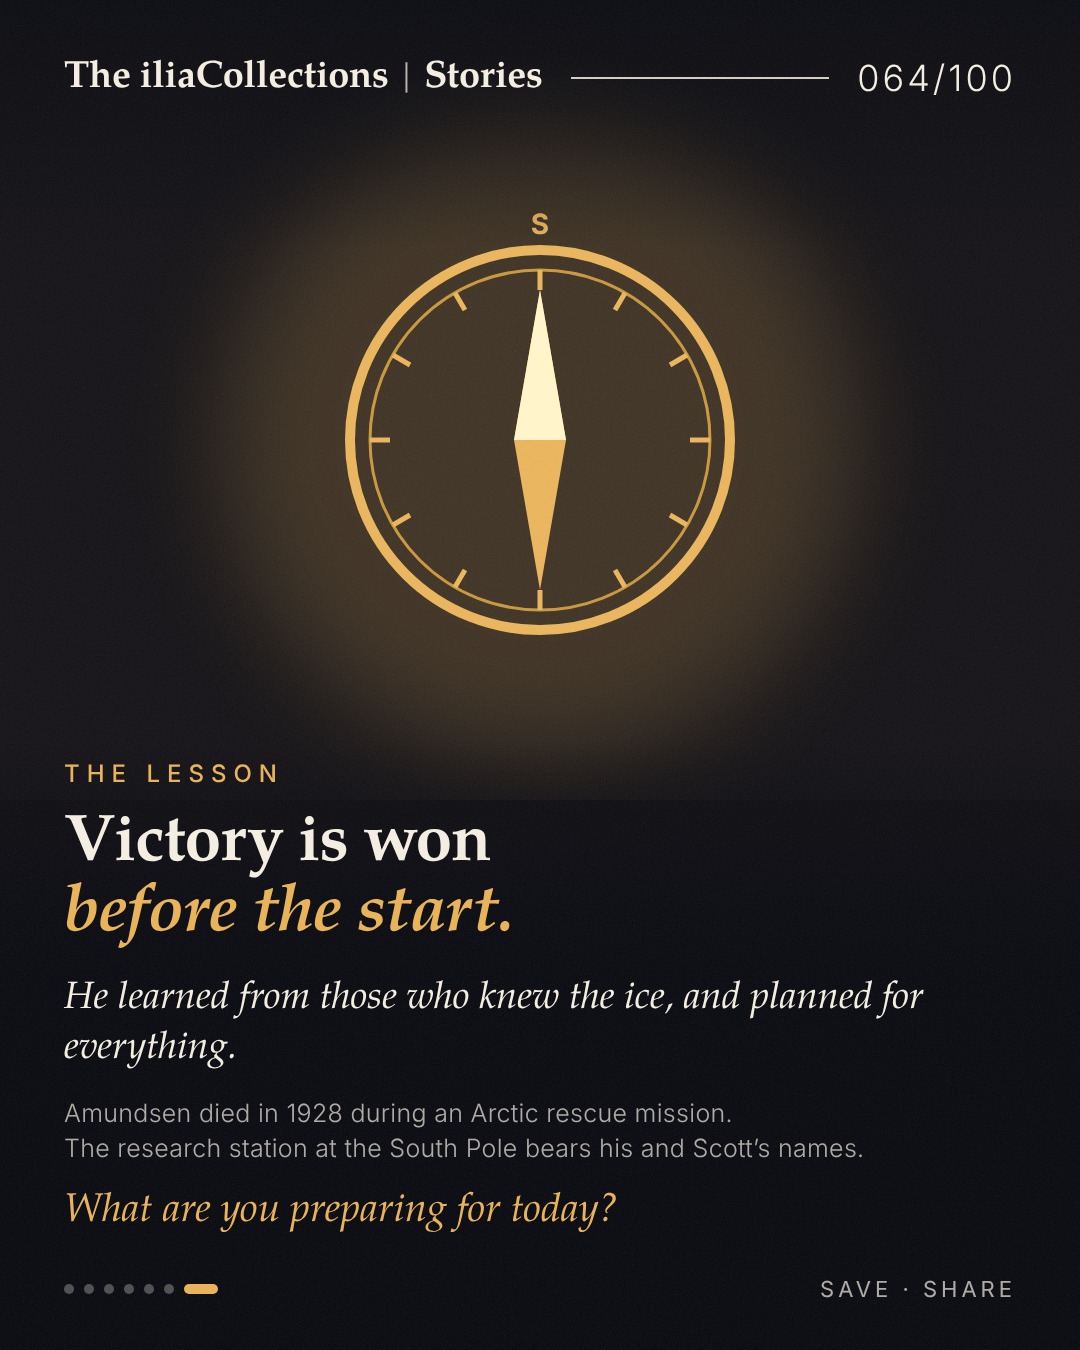 The iliaCollections | Stories 064/100
S
THE LESSON
Victory is won
before the start.
He learned from those who knew the ice, and planned for
everything.
Amundsen died in 1928 during an Arctic rescue mission.
The research station at the South Pole bears his and Scott’s names.
What are you preparing for today?
SAVE · SHARE